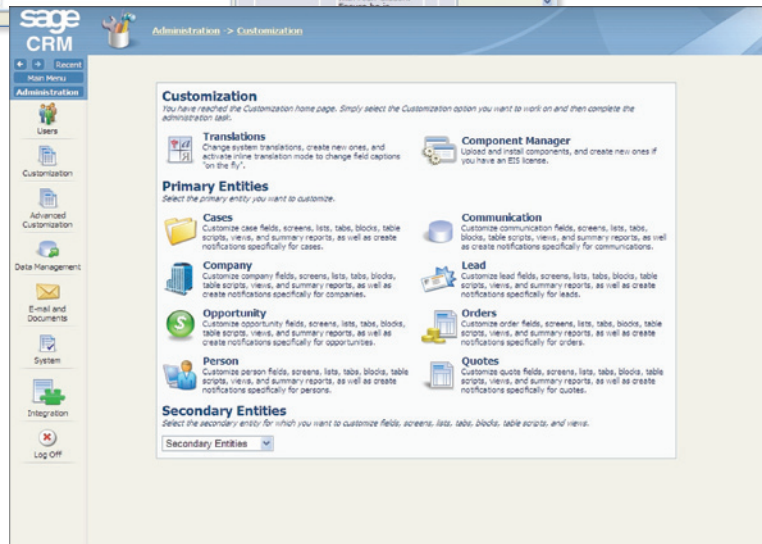 sage
CRM
Administration -> Customization
Recent
Main Menu
Administration
Users
Customization
Advanced
Customization
Data Management
E-mail and
Documents
System
Integration
Log Off
Customization
You have reached the Customization home page. Simply select the Customization option you want to work on and then complete the
administration task.
Translations
Change system translations, create new ones, and
activate inline translation mode to change field captions
"on the fly".
Component Manager
Upload and install components, and create new ones if
you have an EIS license.
Primary Entities
Select the primary entity you want to customize.
Cases
Customize case fields, screens, lists, tabs, blocks, table
scripts, views, and summary reports, as well as create
notifications specifically for cases.
Communication
Customize communication fields, screens, lists, tabs,
blocks, table scripts, views, and summary reports, as well
as create notifications specifically for communications.
Company
Customize company fields, screens, lists, tabs, blocks,
table scripts, views, and summary reports, as well as
create notifications specifically for companies.
Lead
Customize lead fields, screens, lists, tabs, blocks, table
scripts, views, and summary reports, as well as create
notifications specifically for leads.
Opportunity
Customize opportunity fields, screens, lists, tabs, blocks,
table scripts, views, and summary reports, as well as
create notifications specifically for opportunities.
Orders
Customize order fields, screens, lists, tabs, blocks, table
scripts, views, and summary reports, as well as create
notifications specifically for orders.
Person
Customize person fields, screens, lists, tabs, blocks, table
scripts, views, and summary reports, as well as create
notifications specifically for persons.
Quotes
Customize quote fields, screens, lists, tabs, blocks, table
scripts, views, and summary reports, as well as create
notifications specifically for quotes.
Secondary Entities
Select the secondary entity for which you want to customize fields, screens, lists, tabs, blocks, table scripts, and views.
Secondary Entities